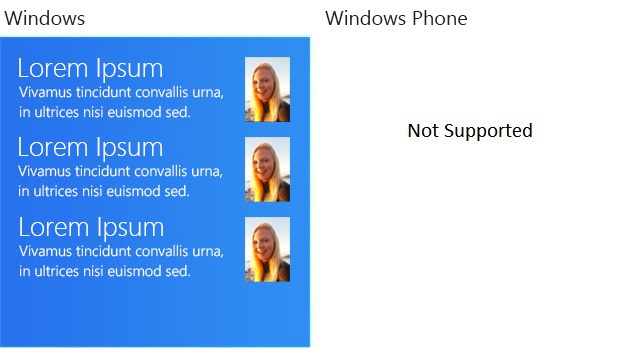 Windows
Windows Phone
Lorem Ipsum
Vivamus tincidunt convallis urna,
in ultrices nisi euismod sed.
Lorem Ipsum
Vivamus tincidunt convallis urna,
in ultrices nisi euismod sed.
Lorem Ipsum
Vivamus tincidunt convallis urna,
in ultrices nisi euismod sed.
Not Supported